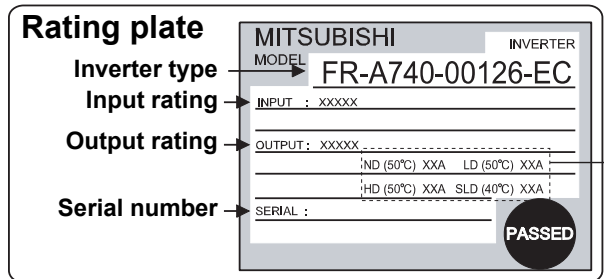 Rating plate
MITSUBISHI
INVERTER
MODEL
Inverter type
FR-A740-00126-EC
Input rating
INPUT : XXXXX
Output rating
OUTPUT : XXXXX
ND (50°C) XXA LD (50°C) XXA
HD (50°C) XXA SLD (40°C) XXA
Serial number
SERIAL :
PASSED